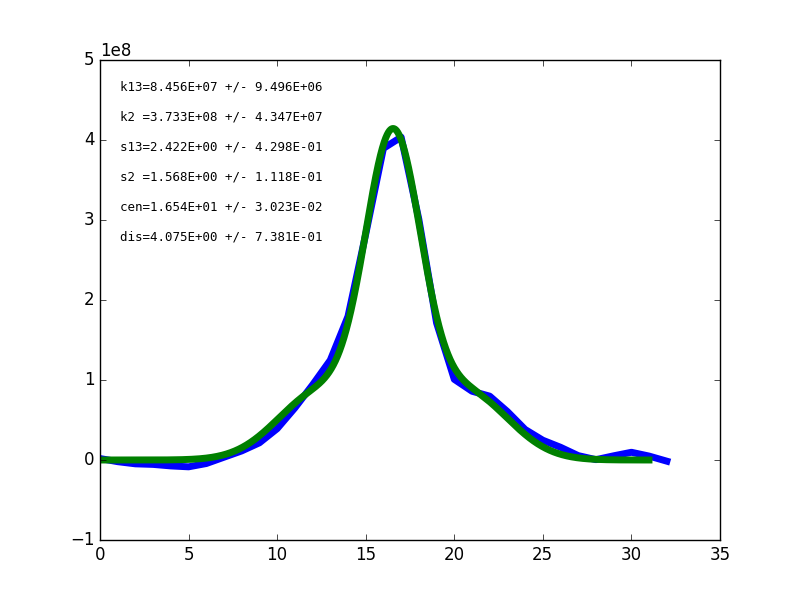 1e8
5
k13=8.456E+07 +/- 9.496E+06
k2 =3.733E+08 +/- 4.347E+07
4
s13=2.422E+00 +/- 4.298E-01
s2 =1.568E+00 +/- 1.118E-01
cen=1.654E+01 +/- 3.023E-02
3
dis=4.075E+00 +/- 7.381E-01
2
1
0
−1
0 5 10 15 20 25 30 35